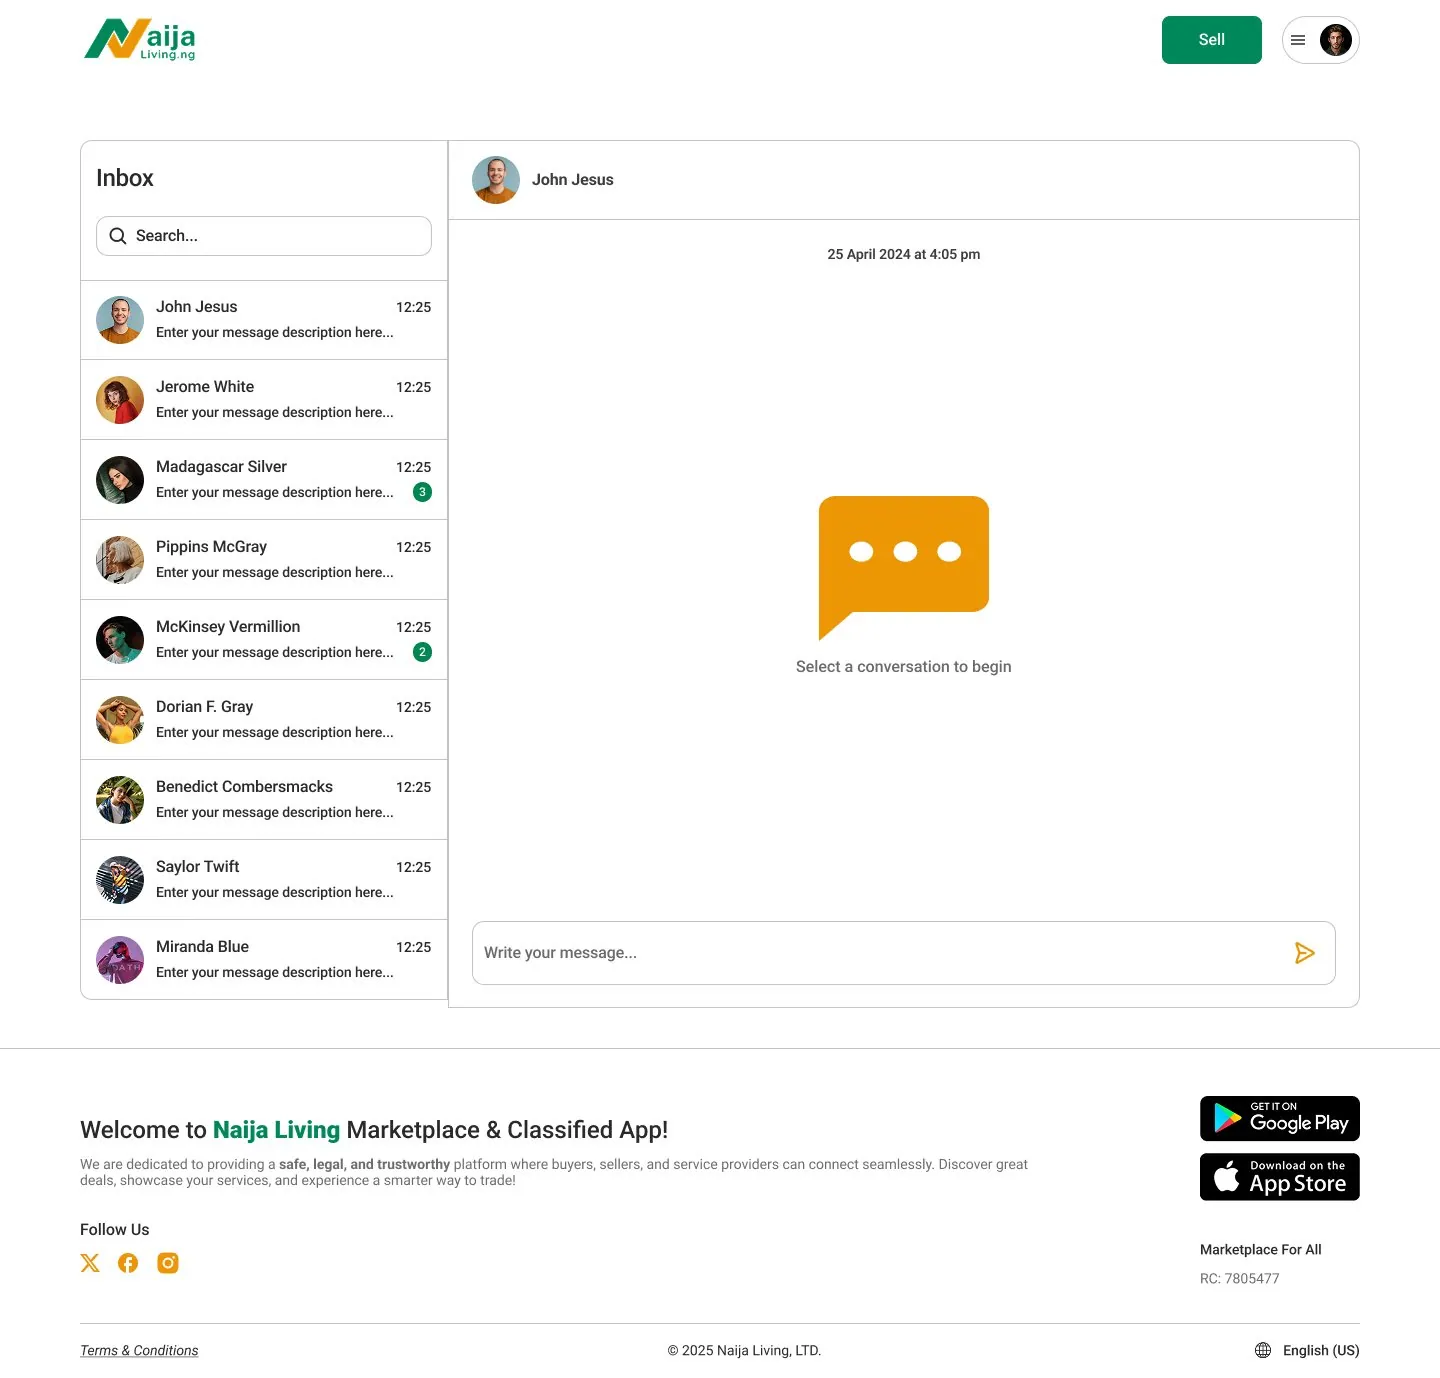 Naija
Living.ng
Sell
Inbox
Search...
John Jesus 12:25
Enter your message description here...
Jerome White 12:25
Enter your message description here...
Madagascar Silver 12:25
Enter your message description here... 3
Pippins McGray 12:25
Enter your message description here...
McKinsey Vermillion 12:25
Enter your message description here... 2
Dorian F. Gray 12:25
Enter your message description here...
Benedict Combersmacks 12:25
Enter your message description here...
Saylor Twift 12:25
Enter your message description here...
Miranda Blue 12:25
Enter your message description here...
John Jesus
25 April 2024 at 4:05 pm
Select a conversation to begin
Write your message...
Welcome to Naija Living Marketplace & Classified App!
We are dedicated to providing a safe, legal, and trustworthy platform where buyers, sellers, and service providers can connect seamlessly. Discover great
deals, showcase your services, and experience a smarter way to trade!
Follow Us
GET IT ON
Google Play
Download on the
App Store
Marketplace For All
RC: 7805477
Terms & Conditions
© 2025 Naija Living, LTD.
English (US)